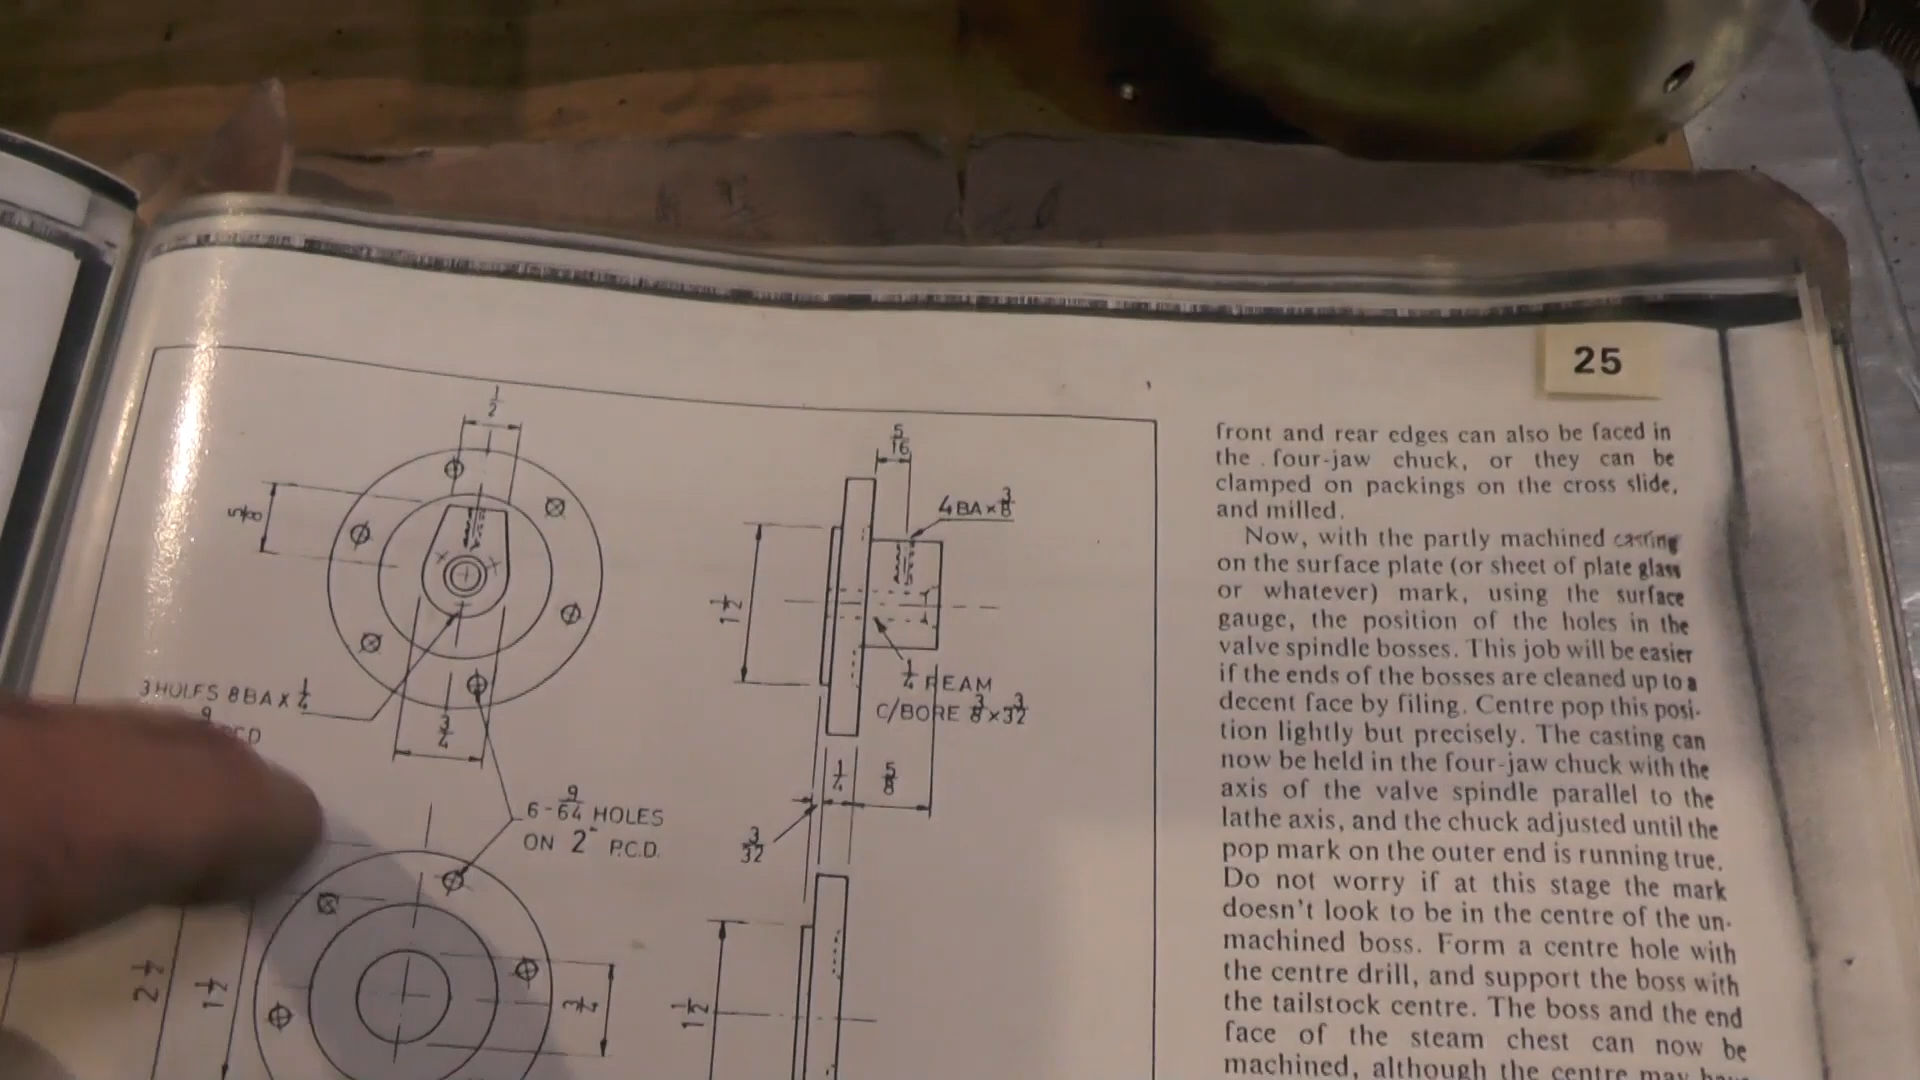 25
1/2
5/8
3 HOLES 8BA x 1/4
9
P.C.D
3/4
6 - 9/64 HOLES
ON 2" P.C.D.
5/16
4BA x 3/8
1 1/2
1/4 REAM
C/BORE 3/8 x 3/32
1/4
5/8
3/32
2 1/2
1 1/2
3/4
1 1/2
front and rear edges can also be faced in
the four-jaw chuck, or they can be
clamped on packings on the cross slide,
and milled.
Now, with the partly machined casting
on the surface plate (or sheet of plate glass
or whatever) mark, using the surface
gauge, the position of the holes in the
valve spindle bosses. This job will be easier
if the ends of the bosses are cleaned up to a
decent face by filing. Centre pop this posi-
tion lightly but precisely. The casting can
now be held in the four-jaw chuck with the
axis of the valve spindle parallel to the
lathe axis, and the chuck adjusted until the
pop mark on the outer end is running true.
Do not worry if at this stage the mark
doesn't look to be in the centre of the un-
machined boss. Form a centre hole with
the centre drill, and support the boss with
the tailstock centre. The boss and the end
face of the steam chest can now be
machined, although the centre may have